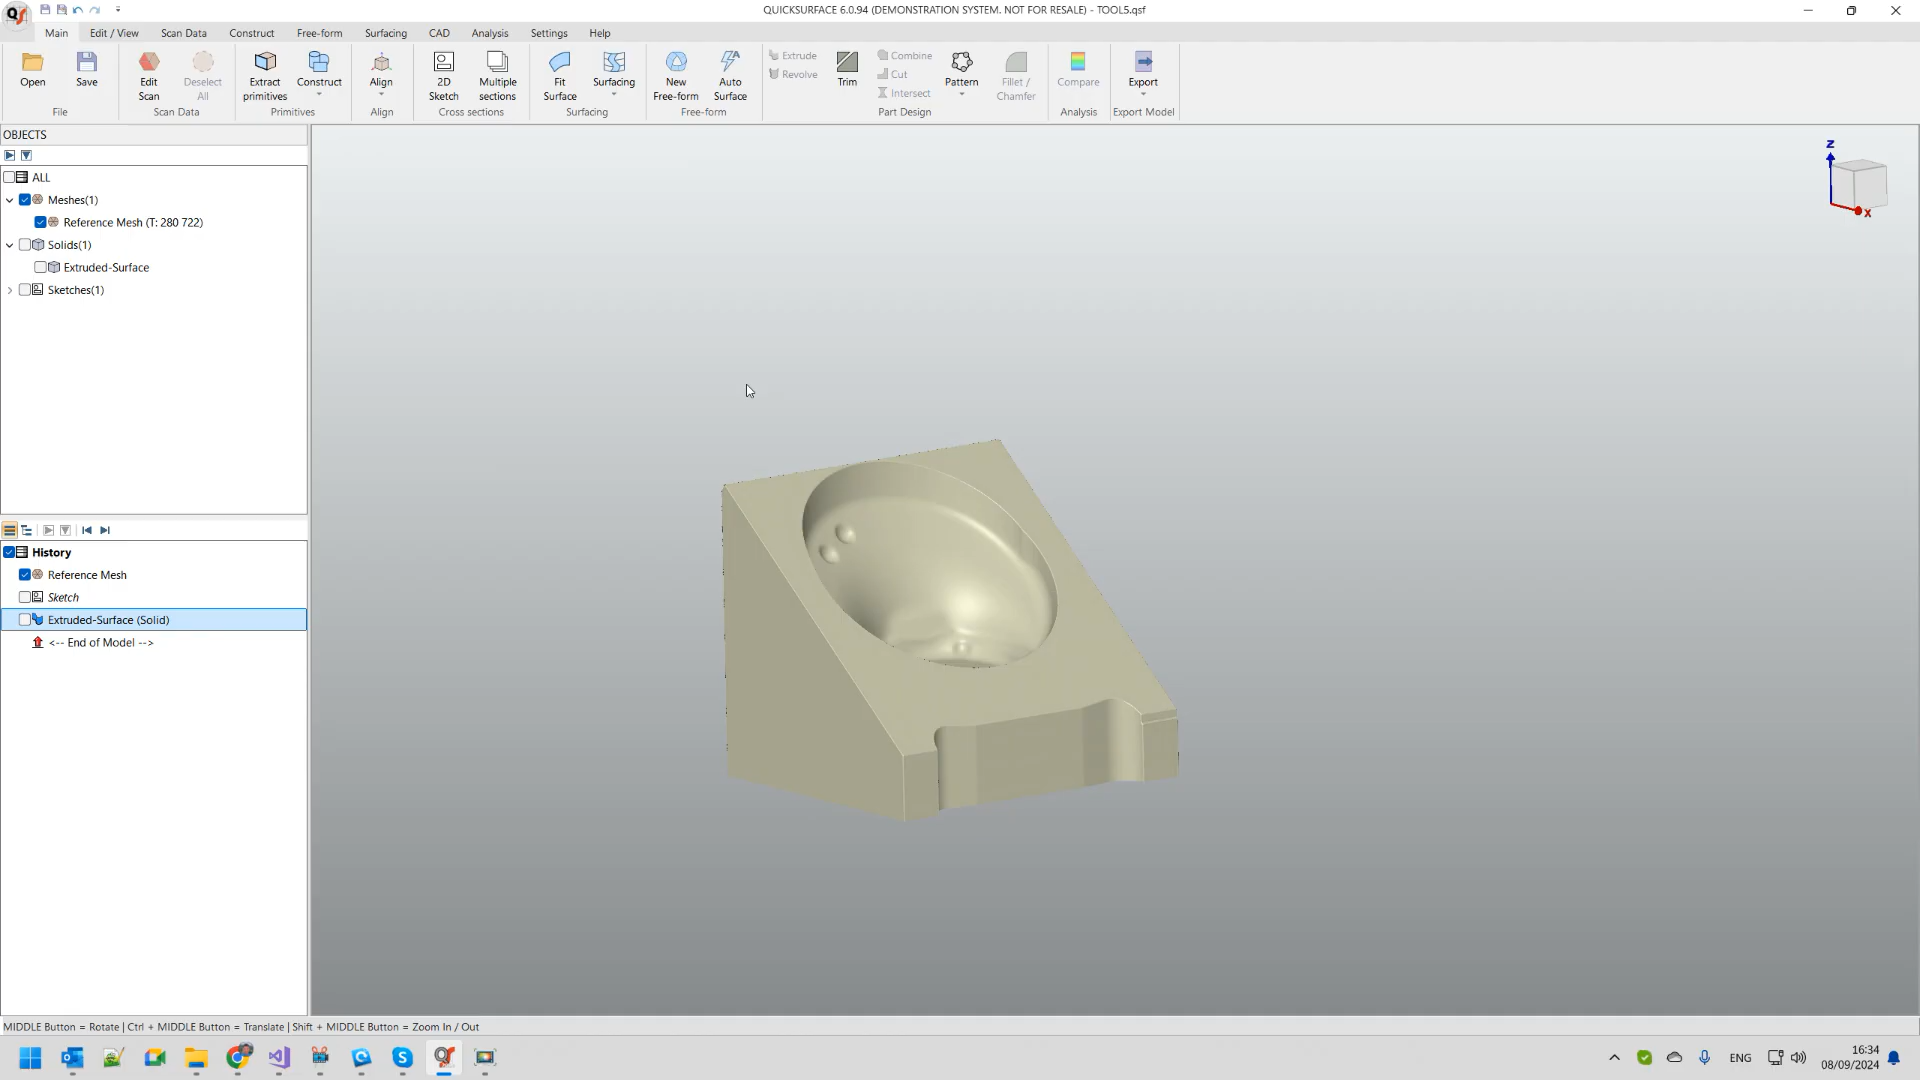 QUICKSURFACE 6.0.94 (DEMONSTRATION SYSTEM. NOT FOR RESALE) - TOOL5.qsf
Main Edit / View Scan Data Construct Free-form Surfacing CAD Analysis Settings Help
Open Save
File
Edit Scan Deselect All
Scan Data
Extract primitives Construct
Primitives
Align
Align
2D Sketch Multiple sections
Cross sections
Fit Surface Surfacing
Surfacing
New Free-form Auto Surface
Free-form
Extrude
Revolve
Trim
Combine
Cut
Intersect
Pattern
Fillet / Chamfer
Part Design
Compare
Analysis
Export
Export Model
OBJECTS
ALL
Meshes(1)
Reference Mesh (T: 280 722)
Solids(1)
Extruded-Surface
Sketches(1)
History
Reference Mesh
Sketch
Extruded-Surface (Solid)
<-- End of Model -->
Z
X
MIDDLE Button = Rotate | Ctrl + MIDDLE Button = Translate | Shift + MIDDLE Button = Zoom In / Out
ENG
16:34
08/09/2024